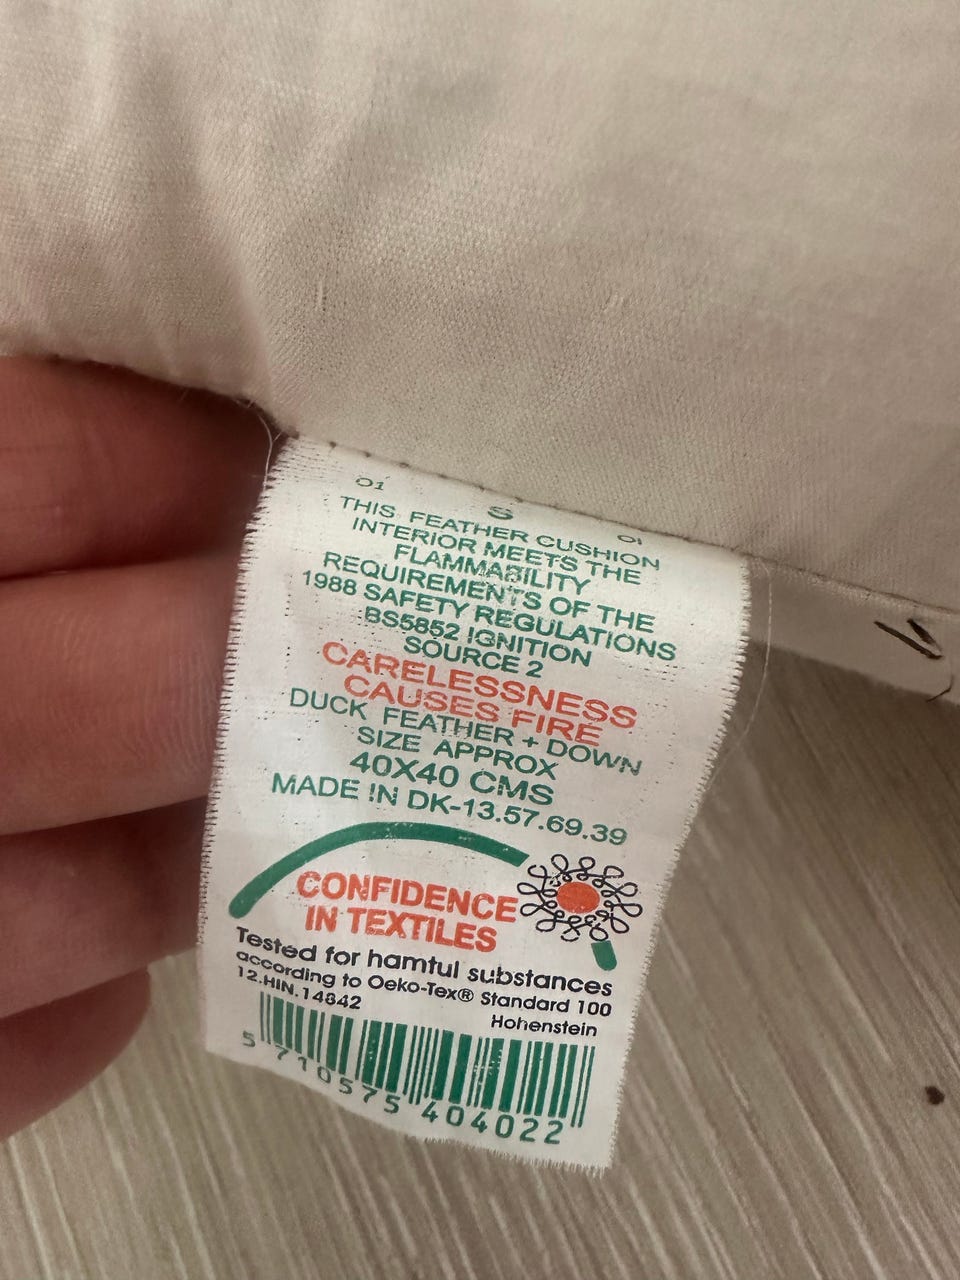 01 S 01
THIS FEATHER CUSHION
INTERIOR MEETS THE
FLAMMABILITY
REQUIREMENTS OF THE
1988 SAFETY REGULATIONS
BS5852 IGNITION
SOURCE 2
CARELESSNESS
CAUSES FIRE
DUCK FEATHER + DOWN
SIZE APPROX
40X40 CMS
MADE IN DK-13.57.69.39
CONFIDENCE
IN TEXTILES
Tested for hamtul substances
according to Oeko-Tex® Standard 100
12.HIN.14842
Hohenstein
5 710575 404022